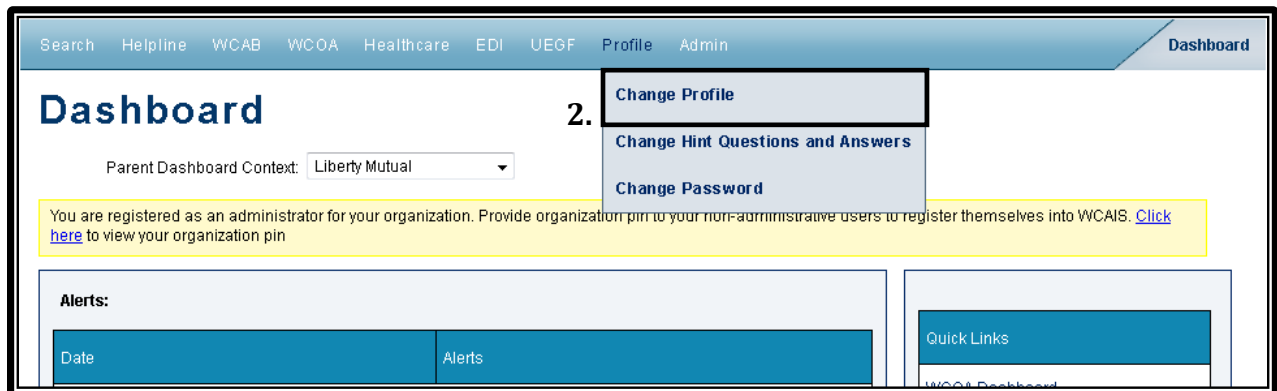 Search Helpline WCAB WCOA Healthcare EDI UEGF Profile Admin Dashboard
Dashboard
2.
Change Profile
Change Hint Questions and Answers
Change Password
Parent Dashboard Context: Liberty Mutual
You are registered as an administrator for your organization. Provide organization pin to your non-administrative users to register themselves into WCAIS. Click
here to view your organization pin
Alerts:
Date Alerts
Quick Links
WCOA Dashboard